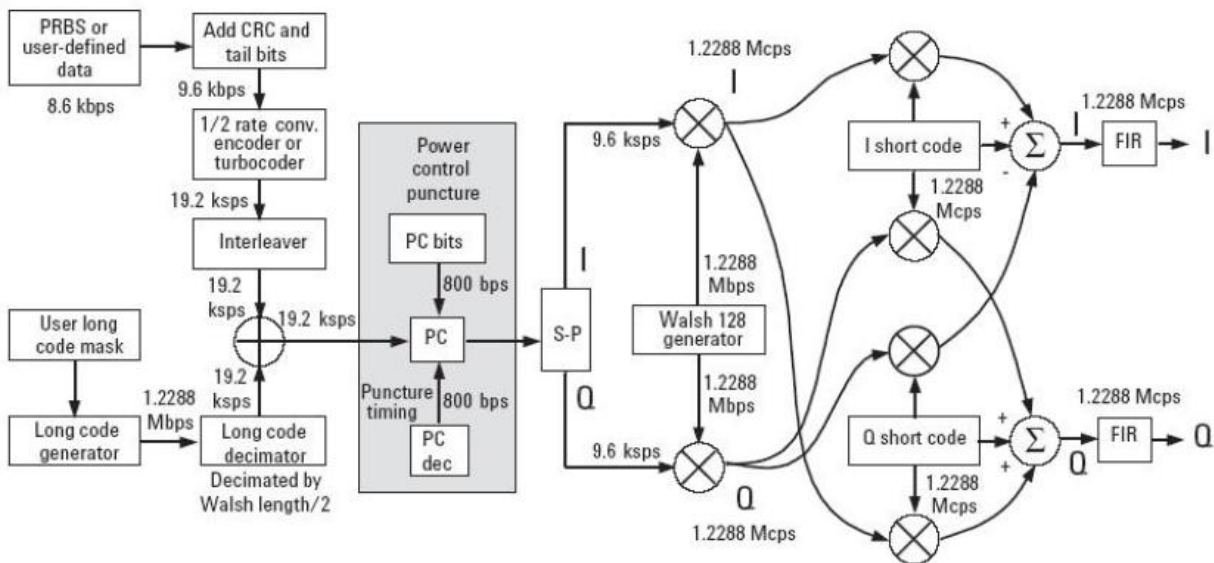 PRBS or
user-defined
data
8.6 kbps
Add CRC and
tail bits
9.6 kbps
1/2 rate conv.
encoder or
turbocoder
19.2 ksps
Interleaver
19.2
ksps
User long
code mask
1.2288
Mbps
Long code
generator
19.2
ksps
Long code
decimator
Decimated by
Walsh length/2
19.2 ksps
Power
control
puncture
PC bits
800 bps
PC
Puncture
timing
800 bps
PC
dec
S-P
I
Q
9.6 ksps
9.6 ksps
1.2288 Mcps
I
1.2288
Mbps
Walsh 128
generator
1.2288
Mbps
Q
1.2288 Mcps
I short code
1.2288
Mcps
Q short code
1.2288
Mcps
+
Σ
-
I
1.2288 Mcps
FIR
I
+
Σ
+
Q
1.2288 Mcps
FIR
Q